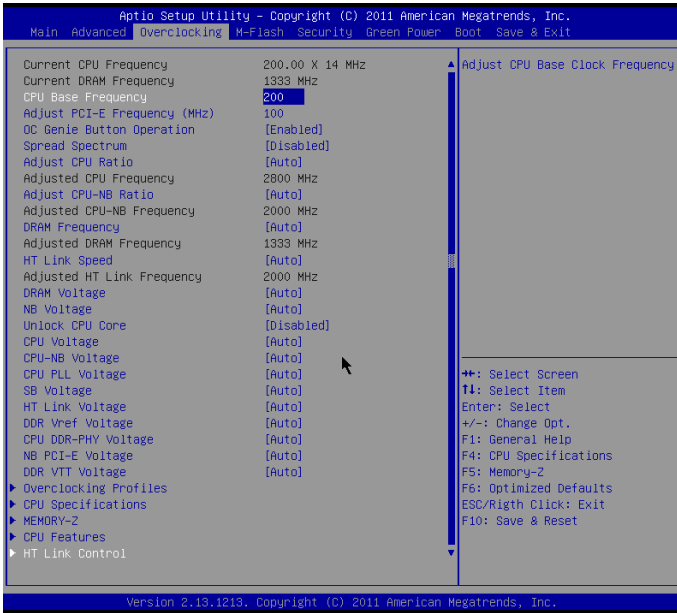 Aptio Setup Utility – Copyright (C) 2011 American Megatrends, Inc.
Main Advanced Overclocking M-Flash Security Green Power Boot Save & Exit
Current CPU Frequency 200.00 X 14 MHz
Current DRAM Frequency 1333 MHz
CPU Base Frequency 200
Adjust PCI-E Frequency (MHz) 100
OC Genie Button Operation [Enabled]
Spread Spectrum [Disabled]
Adjust CPU Ratio [Auto]
Adjusted CPU Frequency 2800 MHz
Adjust CPU-NB Ratio [Auto]
Adjusted CPU-NB Frequency 2000 MHz
DRAM Frequency [Auto]
Adjusted DRAM Frequency 1333 MHz
HT Link Speed [Auto]
Adjusted HT Link Frequency 2000 MHz
DRAM Voltage [Auto]
NB Voltage [Auto]
Unlock CPU Core [Disabled]
CPU Voltage [Auto]
CPU-NB Voltage [Auto]
CPU PLL Voltage [Auto]
SB Voltage [Auto]
HT Link Voltage [Auto]
DDR Vref Voltage [Auto]
CPU DDR-PHY Voltage [Auto]
NB PCI-E Voltage [Auto]
DDR VTT Voltage [Auto]
Overclocking Profiles
CPU Specifications
MEMORY-Z
CPU Features
HT Link Control
Adjust CPU Base Clock Frequency
→←: Select Screen
↑↓: Select Item
Enter: Select
+/-: Change Opt.
F1: General Help
F4: CPU Specifications
F5: Memory-Z
F6: Optimized Defaults
ESC/Rigth Click: Exit
F10: Save & Reset
Version 2.13.1213. Copyright (C) 2011 American Megatrends, Inc.